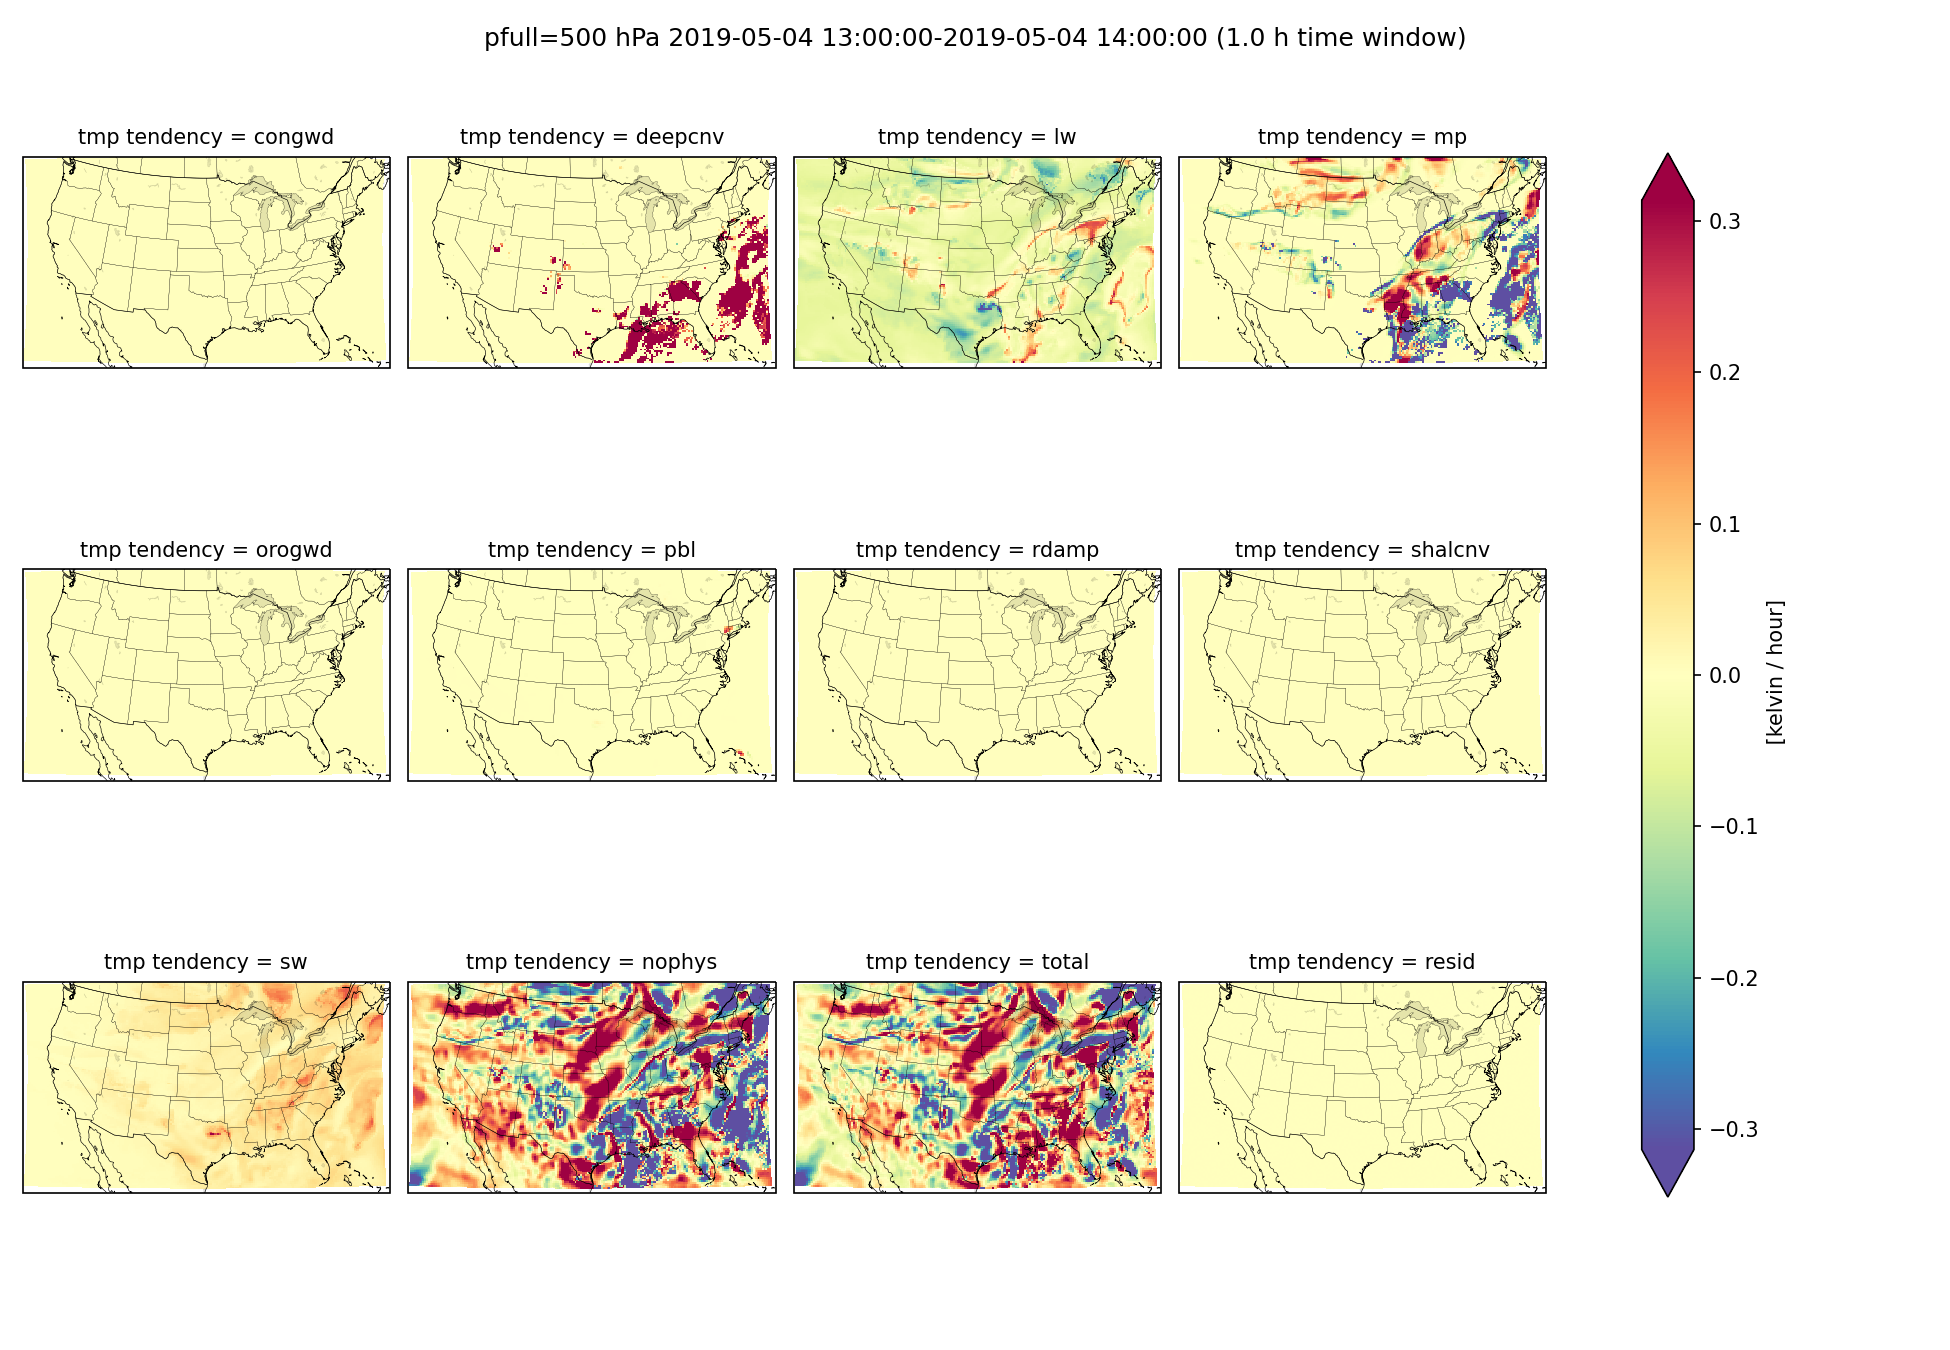 pfull=500 hPa 2019-05-04 13:00:00-2019-05-04 14:00:00 (1.0 h time window)
tmp tendency = congwd
tmp tendency = deepcnv
tmp tendency = lw
tmp tendency = mp
tmp tendency = orogwd
tmp tendency = pbl
tmp tendency = rdamp
tmp tendency = shalcnv
tmp tendency = sw
tmp tendency = nophys
tmp tendency = total
tmp tendency = resid
0.3
0.2
0.1
0.0
−0.1
−0.2
−0.3
[kelvin / hour]